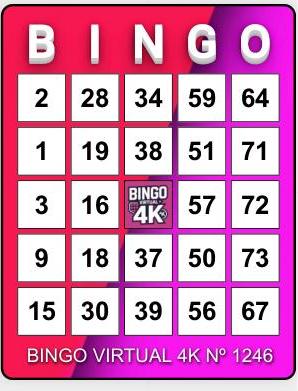 B I N G O
2 28 34 59 64
1 19 38 51 71
3 16 BINGO VIRTUAL 4K 57 72
9 18 37 50 73
15 30 39 56 67
BINGO VIRTUAL 4K Nº 1246